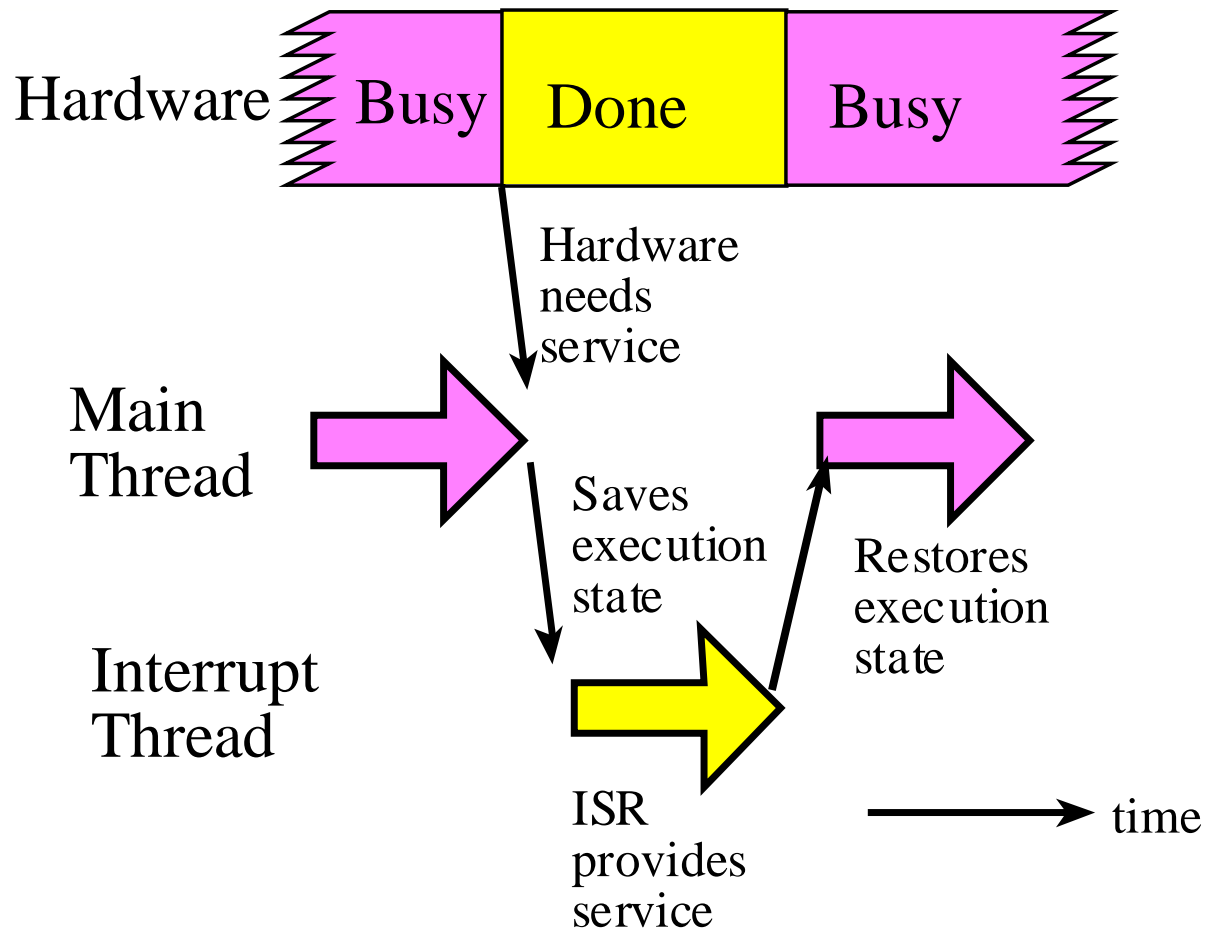 Hardware
Busy
Done
Busy
Hardware
needs
service
Main
Thread
Saves
execution
state
Restores
execution
state
Interrupt
Thread
ISR
provides
service
time